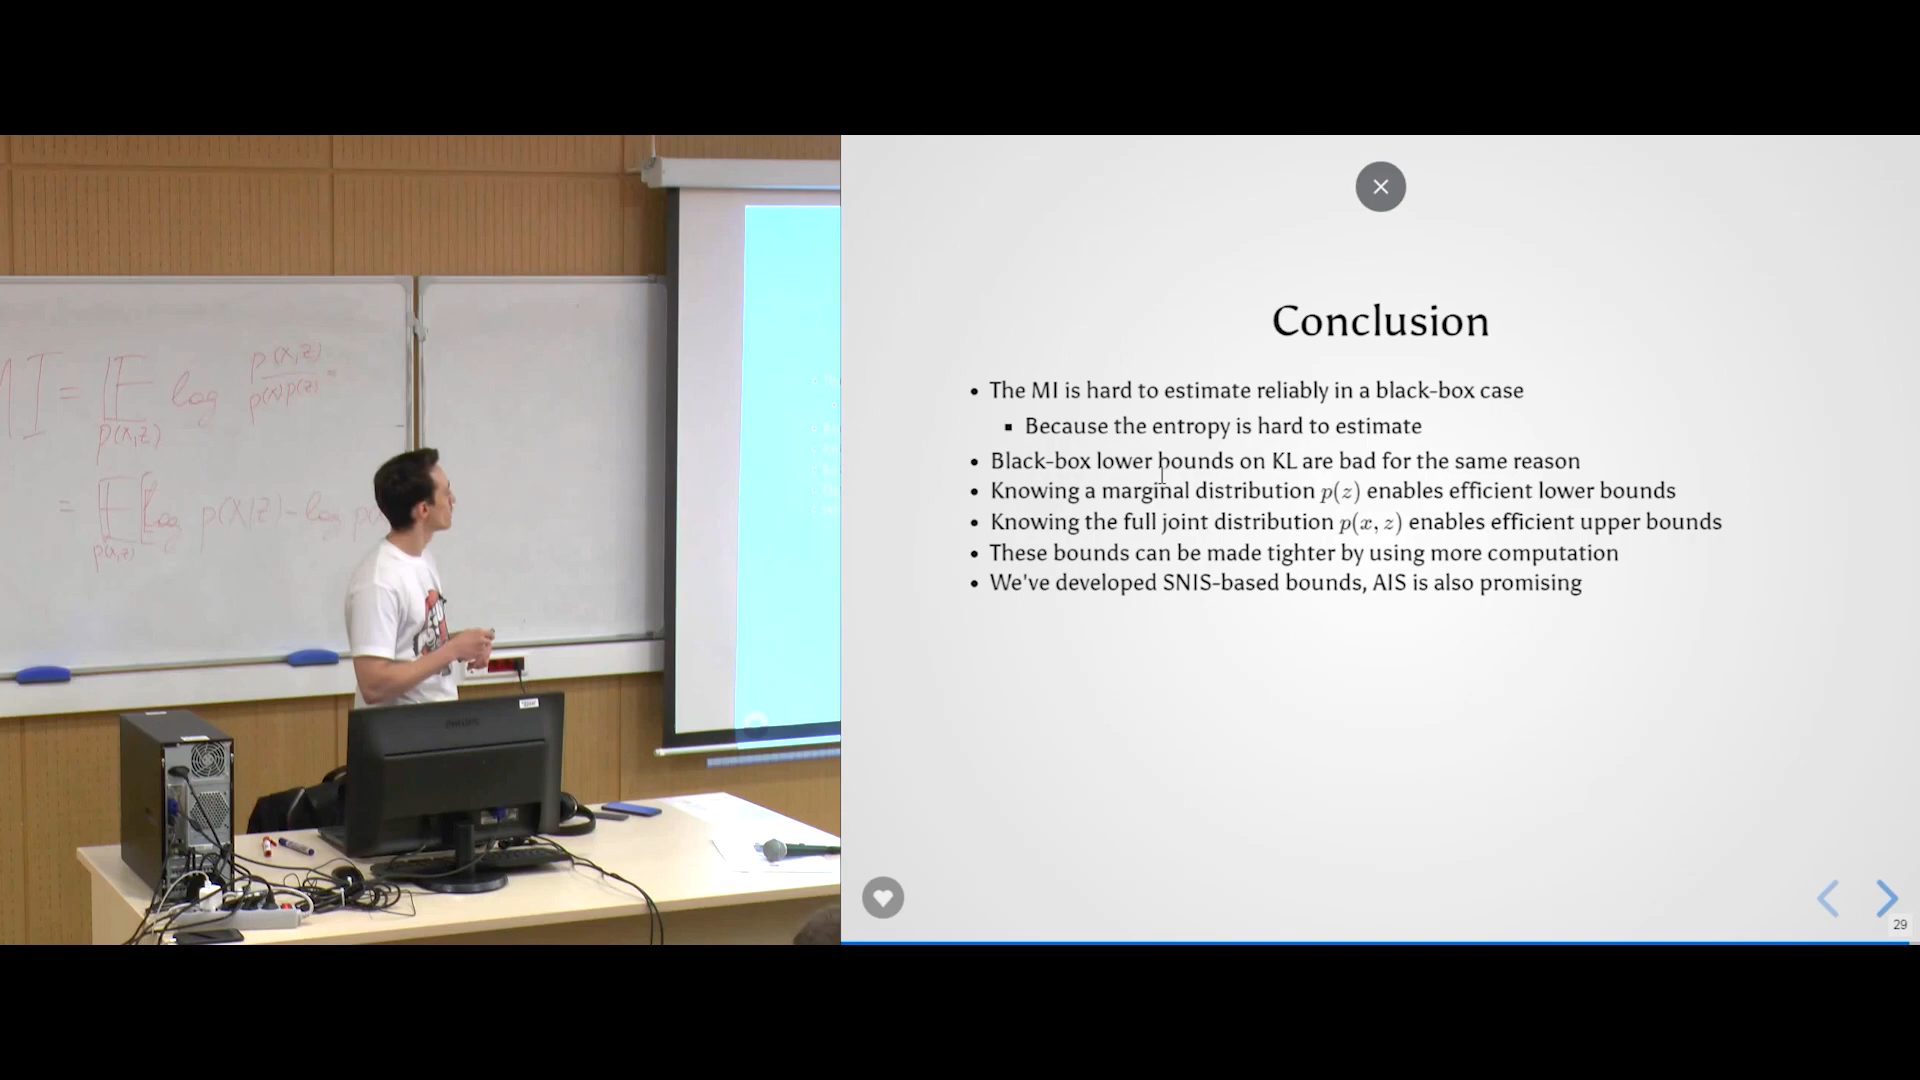 MI = E log p(x,z)
p(x,z) p(x)p(z) =
= E [log p(x|z) - log p(x
p(x,z)
PHILIPS
Conclusion
• The MI is hard to estimate reliably in a black-box case
▪ Because the entropy is hard to estimate
• Black-box lower bounds on KL are bad for the same reason
• Knowing a marginal distribution p(z) enables efficient lower bounds
• Knowing the full joint distribution p(x, z) enables efficient upper bounds
• These bounds can be made tighter by using more computation
• We've developed SNIS-based bounds, AIS is also promising
29